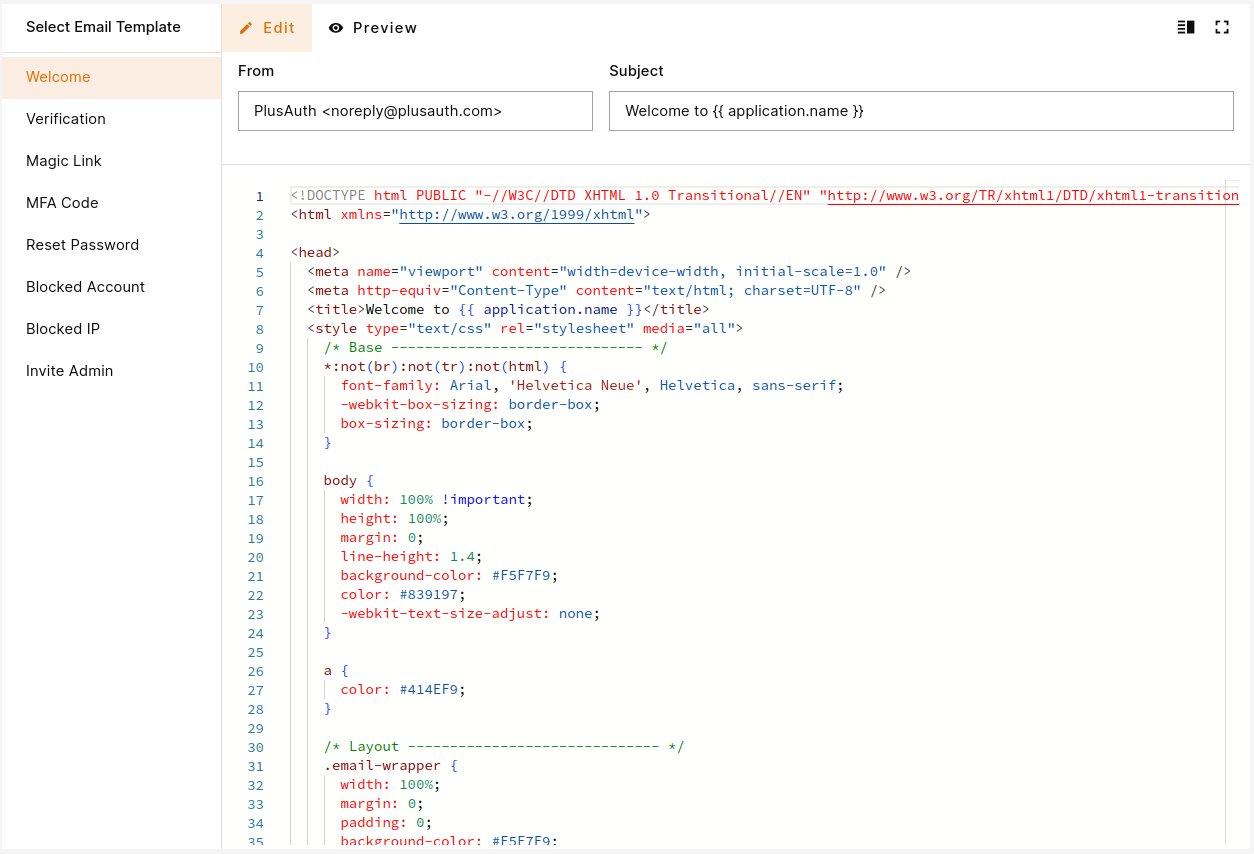 Select Email Template
Edit
Preview
Welcome
Verification
Magic Link
MFA Code
Reset Password
Blocked Account
Blocked IP
Invite Admin
From
Subject
PlusAuth <noreply@plusauth.com>
Welcome to {{ application.name }}
1 <!DOCTYPE html PUBLIC "-//W3C//DTD XHTML 1.0 Transitional//EN" "http://www.w3.org/TR/xhtml1/DTD/xhtml1-transition
2 <html xmlns="http://www.w3.org/1999/xhtml">
3
4 <head>
5 <meta name="viewport" content="width=device-width, initial-scale=1.0" />
6 <meta http-equiv="Content-Type" content="text/html; charset=UTF-8" />
7 <title>Welcome to {{ application.name }}</title>
8 <style type="text/css" rel="stylesheet" media="all">
9 /* Base ------------------------------ */
10 *:not(br):not(tr):not(html) {
11 font-family: Arial, 'Helvetica Neue', Helvetica, sans-serif;
12 -webkit-box-sizing: border-box;
13 box-sizing: border-box;
14 }
15
16 body {
17 width: 100% !important;
18 height: 100%;
19 margin: 0;
20 line-height: 1.4;
21 background-color: #F5F7F9;
22 color: #839197;
23 -webkit-text-size-adjust: none;
24 }
25
26 a {
27 color: #414EF9;
28 }
29
30 /* Layout ------------------------------ */
31 .email-wrapper {
32 width: 100%;
33 margin: 0;
34 padding: 0;
35 background-color: #F5F7F9;